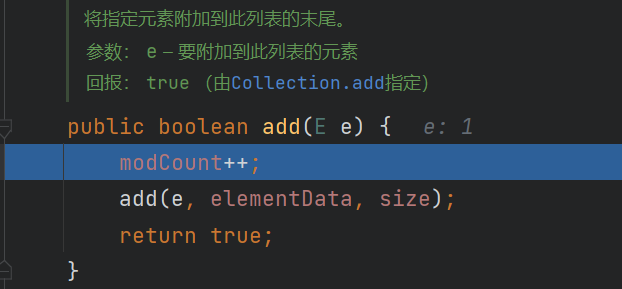 将指定元素附加到此列表的末尾。
参数： e – 要附加到此列表的元素
回报： true （由Collection.add指定）
public boolean add(E e) {   e: 1
modCount++;
add(e, elementData, size);
return true;
}